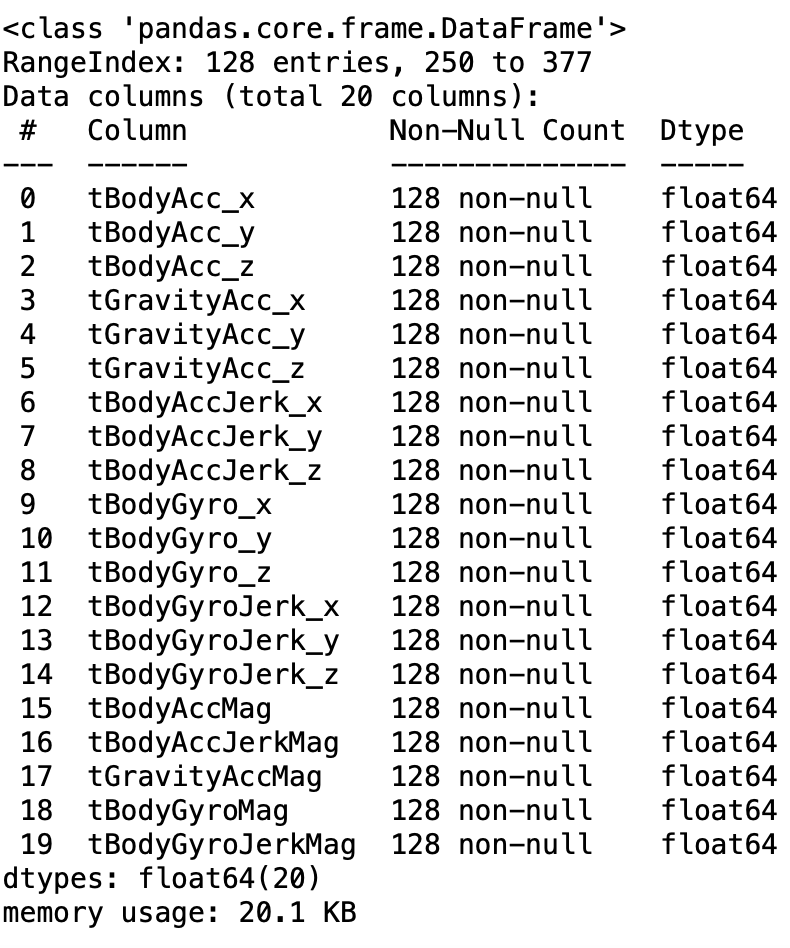 <class 'pandas.core.frame.DataFrame'>
RangeIndex: 128 entries, 250 to 377
Data columns (total 20 columns):
 #   Column            Non-Null Count  Dtype
---  ------            --------------  -----
 0   tBodyAcc_x        128 non-null    float64
 1   tBodyAcc_y        128 non-null    float64
 2   tBodyAcc_z        128 non-null    float64
 3   tGravityAcc_x     128 non-null    float64
 4   tGravityAcc_y     128 non-null    float64
 5   tGravityAcc_z     128 non-null    float64
 6   tBodyAccJerk_x    128 non-null    float64
 7   tBodyAccJerk_y    128 non-null    float64
 8   tBodyAccJerk_z    128 non-null    float64
 9   tBodyGyro_x       128 non-null    float64
 10  tBodyGyro_y       128 non-null    float64
 11  tBodyGyro_z       128 non-null    float64
 12  tBodyGyroJerk_x   128 non-null    float64
 13  tBodyGyroJerk_y   128 non-null    float64
 14  tBodyGyroJerk_z   128 non-null    float64
 15  tBodyAccMag       128 non-null    float64
 16  tBodyAccJerkMag   128 non-null    float64
 17  tGravityAccMag    128 non-null    float64
 18  tBodyGyroMag      128 non-null    float64
 19  tBodyGyroJerkMag  128 non-null    float64
dtypes: float64(20)
memory usage: 20.1 KB